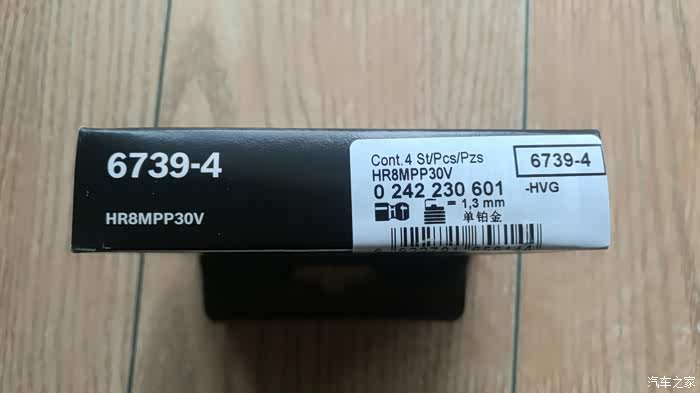 6739-4
HR8MPP30V
Cont. 4 St/Pcs/Pzs
HR8MPP30V
0 242 230 601
= 1,3 mm
单铂金
6739-4
-HVG
汽车之家